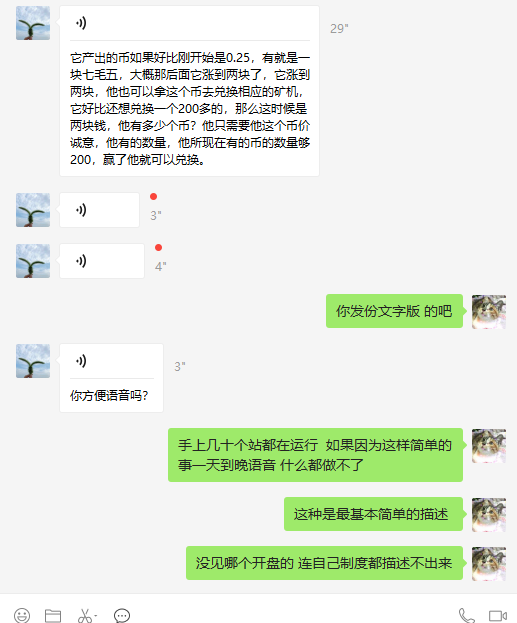 29"
它产出的币如果好比刚开始是0.25，有就是一
块七毛五，大概那后面它涨到两块了，它涨到
两块，他也可以拿这个币去兑换相应的矿机，
它好比还想兑换一个200多的，那么这时候是
两块钱，他有多少个币？他只需要他这个币价
诚意，他有的数量，他所现在有的币的数量够
200，赢了他就可以兑换。
3"
4"
你发份文字版 的吧
3"
你方便语音吗？
手上几十个站都在运行  如果因为这样简单的
事一天到晚语音 什么都做不了
这种是最基本简单的描述
没见哪个开盘的 连自己制度都描述不出来